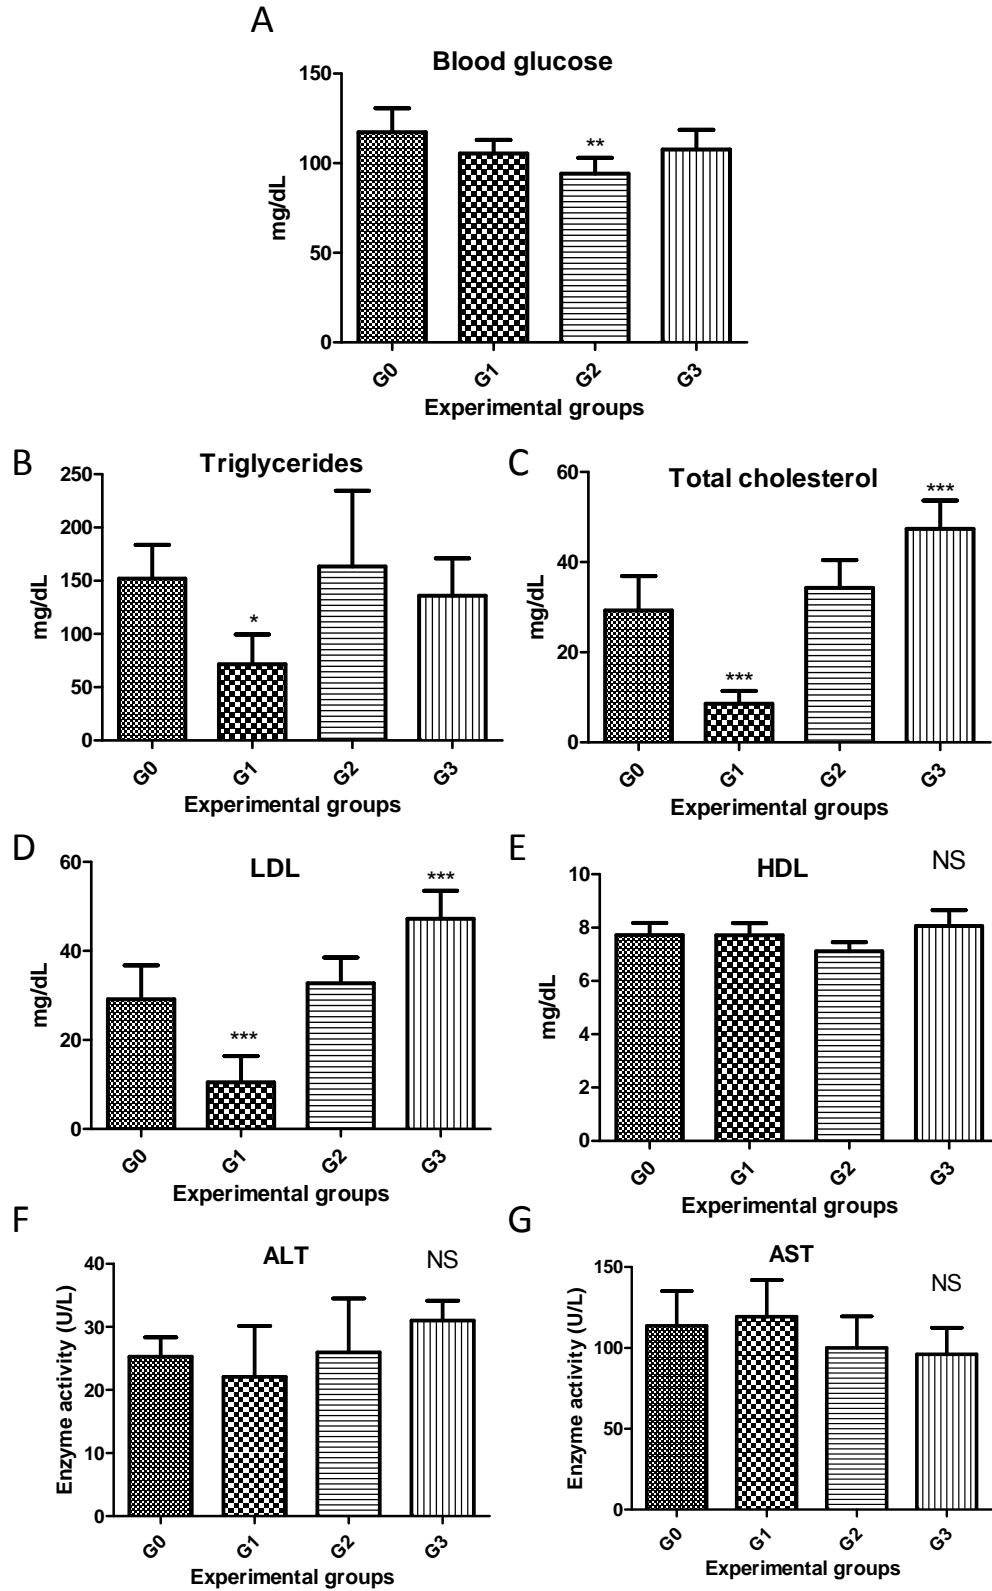 A
Blood glucose
150
100
50
0
mg/dL
**
G0 G1 G2 G3
Experimental groups
B
Triglycerides
250
200
150
100
50
0
mg/dL
*
G0 G1 G2 G3
Experimental groups
C
Total cholesterol
60
40
20
0
mg/dL
***
***
G0 G1 G2 G3
Experimental groups
D
LDL
60
40
20
0
mg/dL
***
***
G0 G1 G2 G3
Experimental groups
E
HDL
NS
10
8
6
4
2
0
mg/dL
G0 G1 G2 G3
Experimental groups
F
ALT
NS
40
30
20
10
0
Enzyme activity (U/L)
G0 G1 G2 G3
Experimental groups
G
AST
NS
150
100
50
0
Enzyme activity (U/L)
G0 G1 G2 G3
Experimental groups